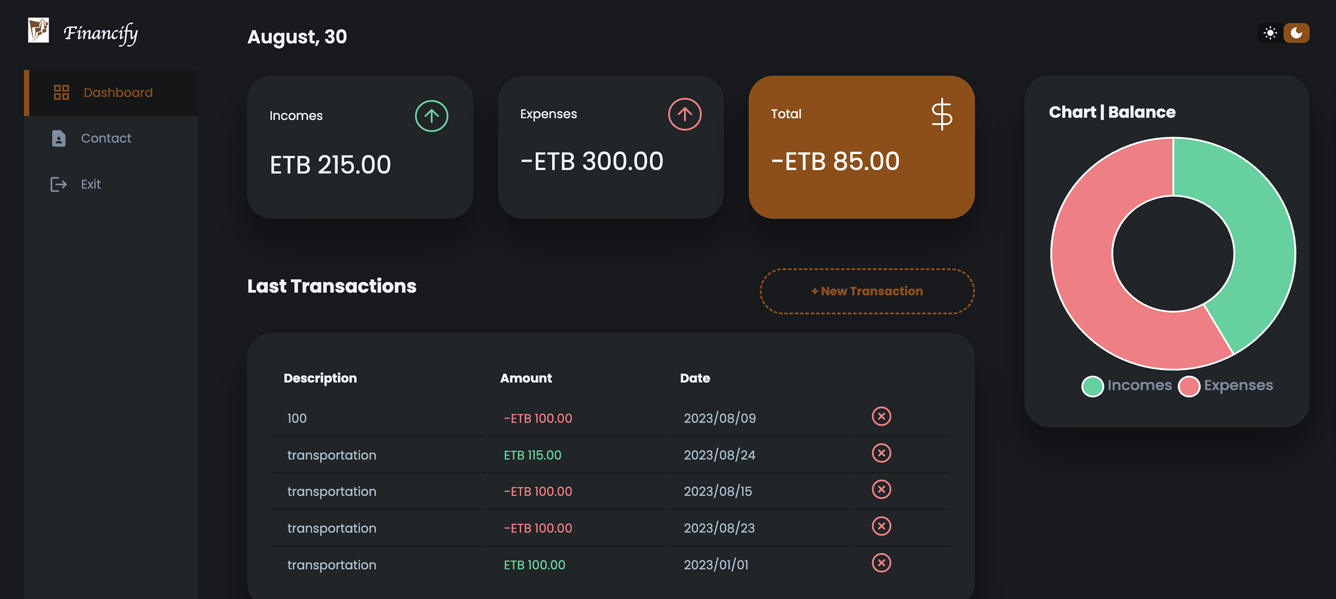 Financify
August, 30
Dashboard
Contact
Exit
Incomes
ETB 215.00
Expenses
-ETB 300.00
Total
$
-ETB 85.00
Chart | Balance
Incomes Expenses
Last Transactions
+ New Transaction
Description Amount Date
100 -ETB 100.00 2023/08/09
transportation ETB 115.00 2023/08/24
transportation -ETB 100.00 2023/08/15
transportation -ETB 100.00 2023/08/23
transportation ETB 100.00 2023/01/01